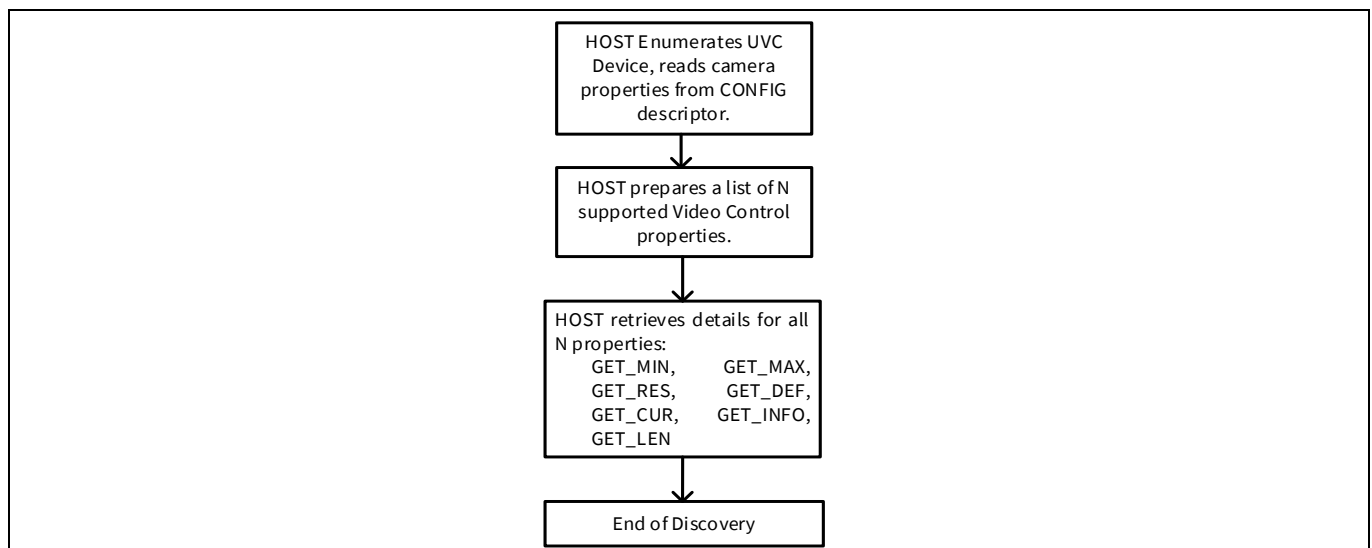 HOST Enumerates UVC
Device, reads camera
properties from CONFIG
descriptor.
HOST prepares a list of N
supported Video Control
properties.
HOST retrieves details for all
N properties:
GET_MIN, GET_MAX,
GET_RES, GET_DEF,
GET_CUR, GET_INFO,
GET_LEN
End of Discovery